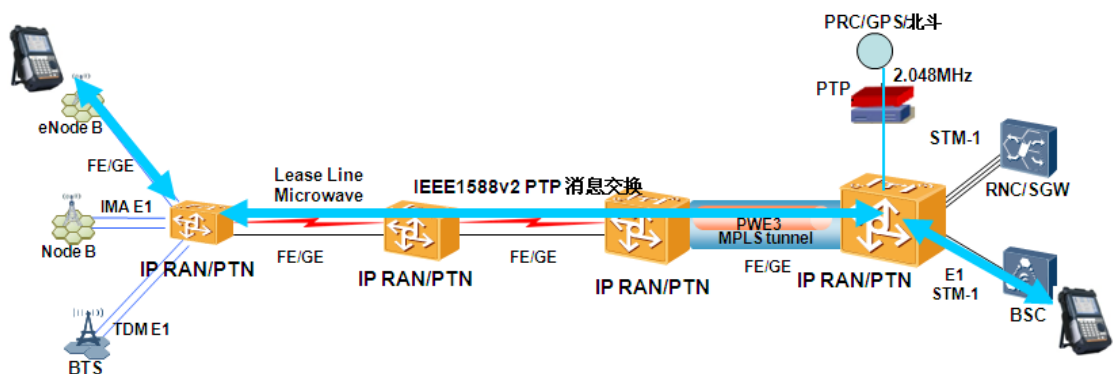 PRC/GPS/北斗
2.048MHz
PTP
STM-1
RNC/SGW
eNode B
FE/GE
Lease Line
Microwave
IEEE1588v2 PTP 消息交换
IMA E1
Node B
PWE3
MPLS tunnel
IP RAN/PTN
FE/GE
IP RAN/PTN
FE/GE
IP RAN/PTN
FE/GE
IP RAN/PTN
E1
STM-1
BSC
TDM E1
BTS